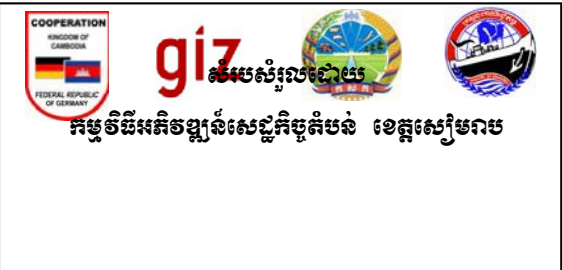 COOPERATION
KINGDOM OF
CAMBODIA
FEDERAL REPUBLIC
OF GERMANY
giz
សំរបសំរួលដោយ
កម្មវិធីអភិវឌ្ឍន៍សេដ្ឋកិច្ចតំបន់ ខេត្តសៀមរាប